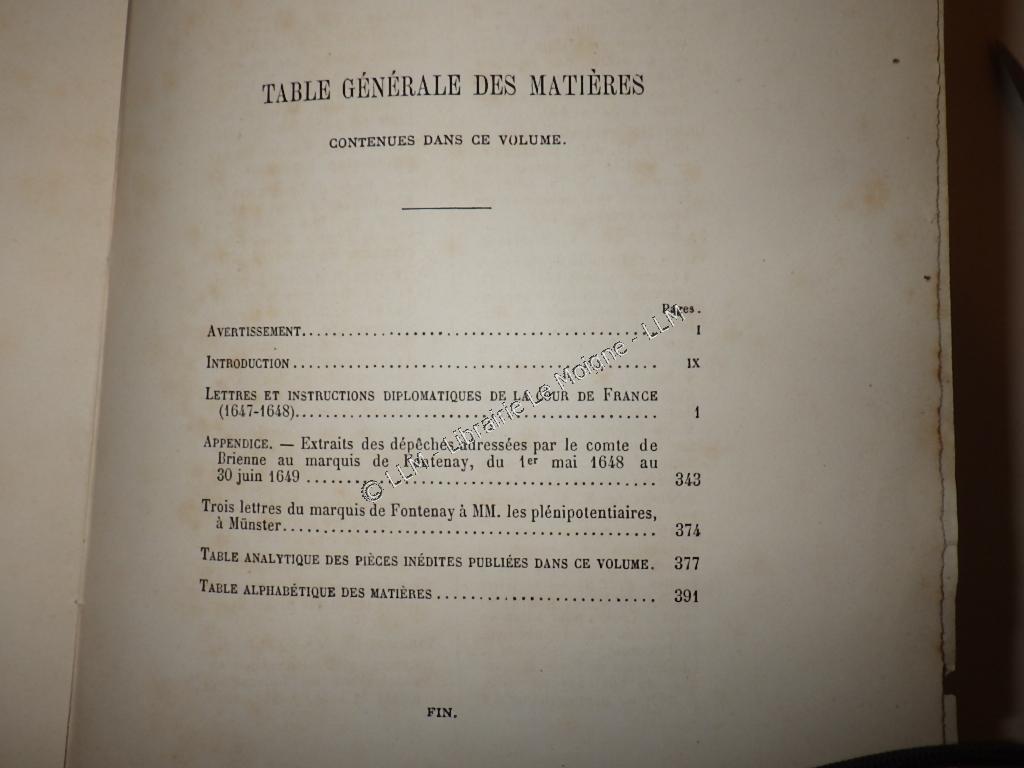 TABLE GÉNÉRALE DES MATIÈRES
CONTENUES DANS CE VOLUME.
Pages.
AVERTISSEMENT........................................ I
INTRODUCTION........................................ IX
LETTRES ET INSTRUCTIONS DIPLOMATIQUES DE LA COUR DE FRANCE
(1647-1648)........................................ 1
APPENDICE. — Extraits des dépêches adressées par le comte de
Brienne au marquis de Fontenay, du 1er mai 1648 au
30 juin 1649........................................ 343
Trois lettres du marquis de Fontenay à MM. les plénipotentiaires,
à Münster........................................ 374
TABLE ANALYTIQUE DES PIÈCES INÉDITES PUBLIÉES DANS CE VOLUME. 377
TABLE ALPHABÉTIQUE DES MATIÈRES........................ 391
FIN.
© LLM - Librairie Le Moigne - LLM